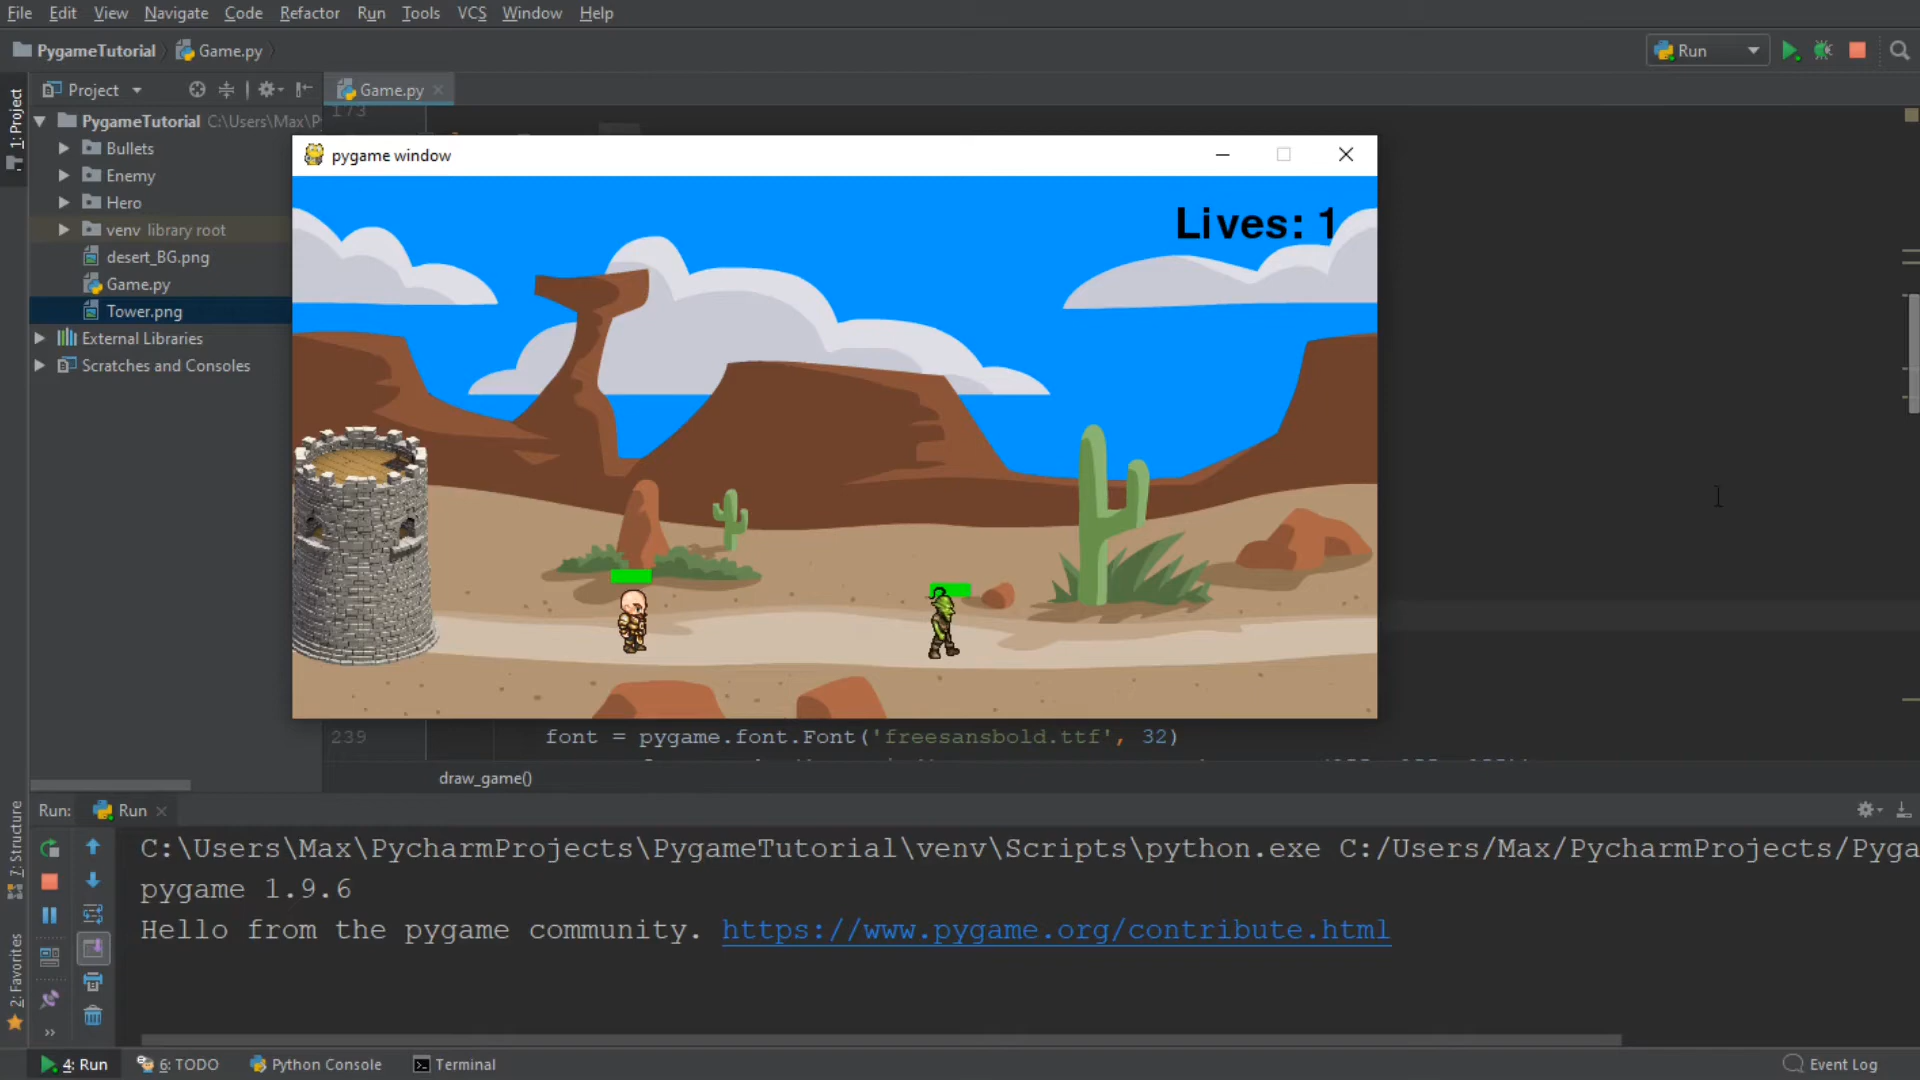 File Edit View Navigate Code Refactor Run Tools VCS Window Help
PygameTutorial Game.py
Run
1: Project
Project
Game.py
173
PygameTutorial C:\Users\Max\P
Bullets
Enemy
Hero
venv library root
desert_BG.png
Game.py
Tower.png
External Libraries
Scratches and Consoles
pygame window
Lives: 1
239 font = pygame.font.Font('freesansbold.ttf', 32)
draw_game()
7: Structure
2: Favorites
Run: Run
C:\Users\Max\PycharmProjects\PygameTutorial\venv\Scripts\python.exe C:/Users/Max/PycharmProjects/Pyga
pygame 1.9.6
Hello from the pygame community. https://www.pygame.org/contribute.html
4: Run 6: TODO Python Console Terminal Event Log